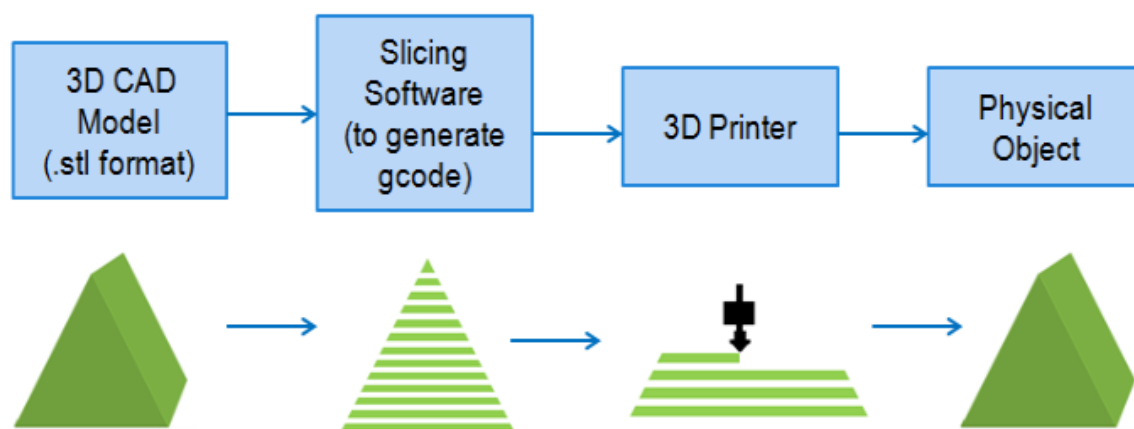 3D CAD
Model
(.stl format)
Slicing
Software
(to generate
gcode)
3D Printer
Physical
Object